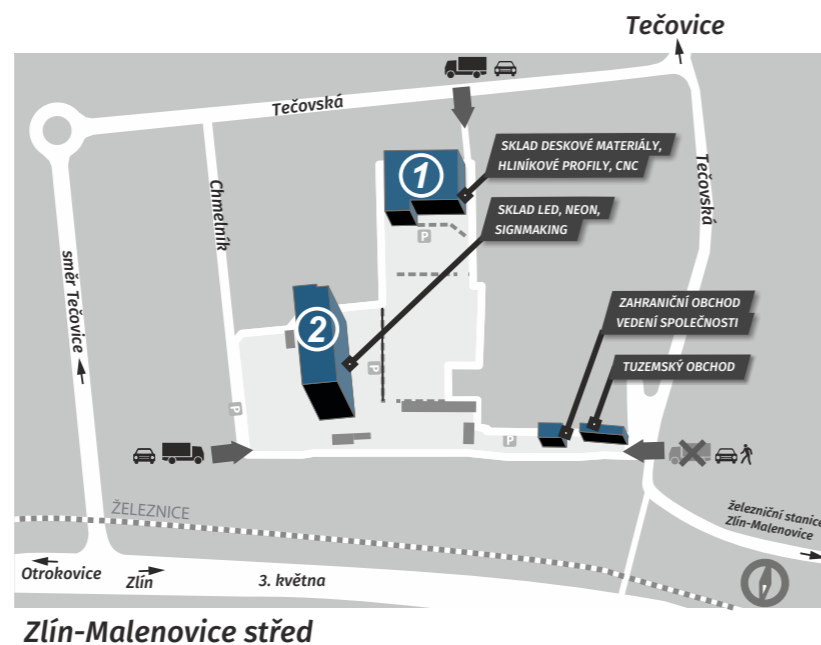 Tečovice
Tečovská
SKLAD DESKOVÉ MATERIÁLY,
HLINÍKOVÉ PROFILY, CNC
1
Tečovská
Chmelník
SKLAD LED, NEON,
SIGNMAKING
P
směr Tečovice
2
ZAHRANIČNÍ OBCHOD
VEDENÍ SPOLEČNOSTI
TUZEMSKÝ OBCHOD
P
P
P
ŽELEZNICE
železniční stanice
Zlín-Malenovice
Otrokovice
Zlín
3. května
Zlín-Malenovice střed